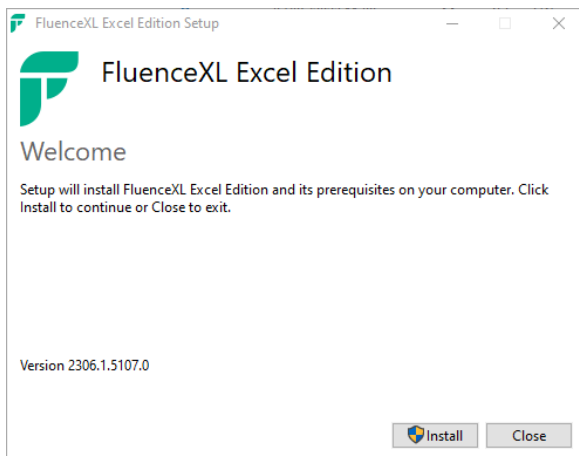 FluenceXL Excel Edition Setup
FluenceXL Excel Edition
Welcome
Setup will install FluenceXL Excel Edition and its prerequisites on your computer. Click
Install to continue or Close to exit.
Version 2306.1.5107.0
Install
Close